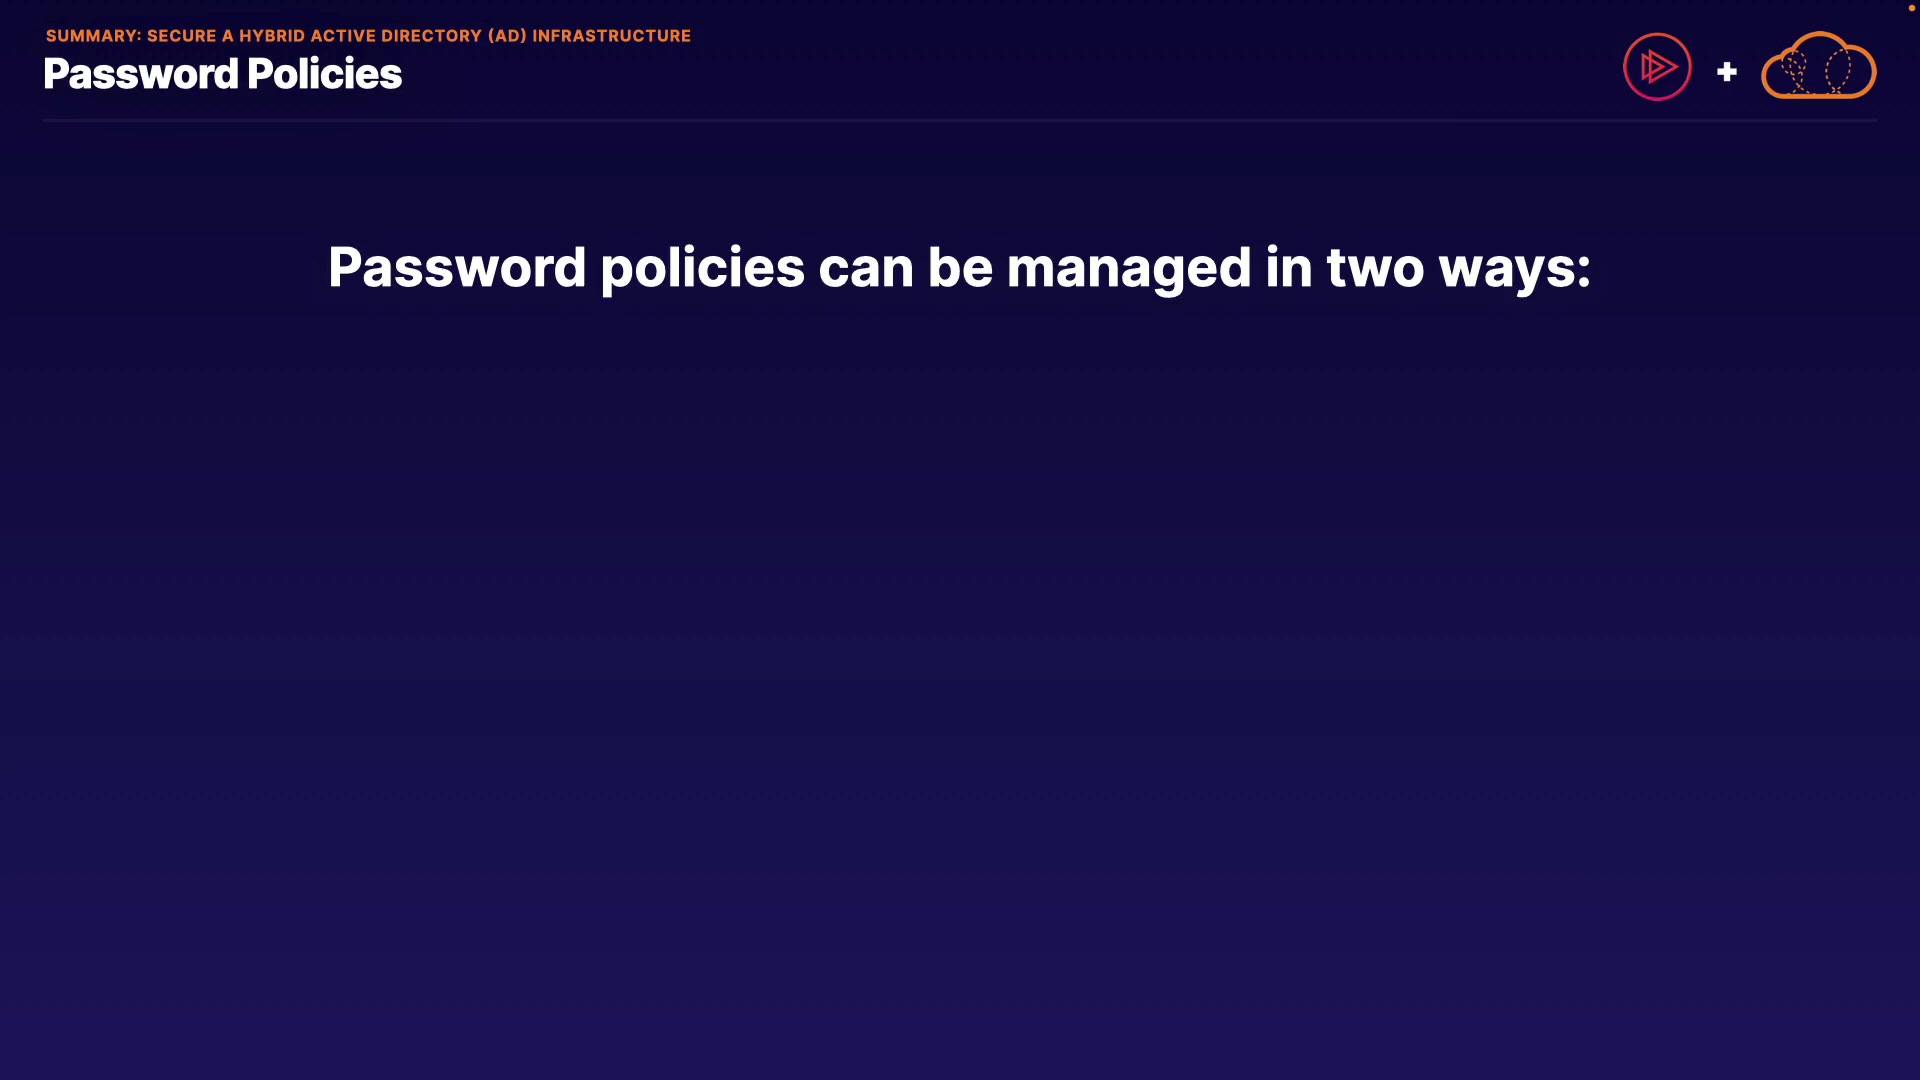 SUMMARY: SECURE A HYBRID ACTIVE DIRECTORY (AD) INFRASTRUCTURE
Password Policies
+
Password policies can be managed in two ways: